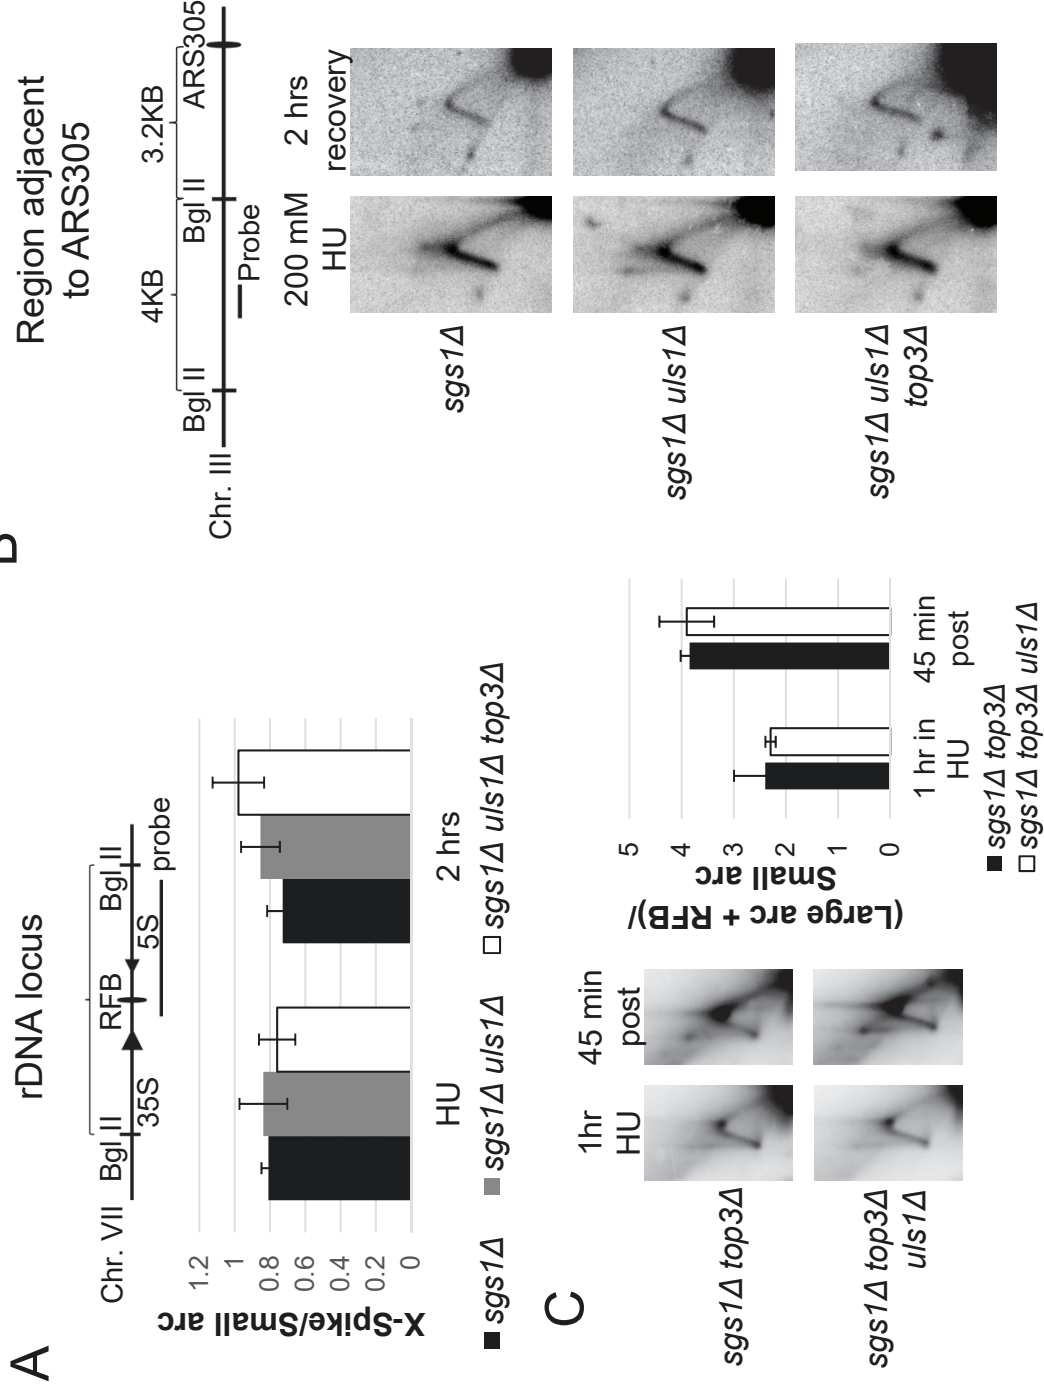 A
rDNA locus
Chr. VII
Bgl II
35S
RFB
5S
Bgl II
probe
X-Spike/Small arc
1.2
1
0.8
0.6
0.4
0.2
0
HU
2 hrs
sgs1Δ
sgs1Δ uls1Δ
sgs1Δ uls1Δ top3Δ
B
Region adjacent
to ARS305
4KB
3.2KB
Bgl II
Bgl II
ARS305
Chr. III
Probe
200 mM
HU
2 hrs
recovery
sgs1Δ
sgs1Δ uls1Δ
sgs1Δ uls1Δ
top3Δ
C
1hr
HU
45 min
post
sgs1Δ top3Δ
sgs1Δ top3Δ
uls1Δ
(Large arc + RFB)/
Small arc
5
4
3
2
1
0
1 hr in
HU
45 min
post
sgs1Δ top3Δ
sgs1Δ top3Δ uls1Δ